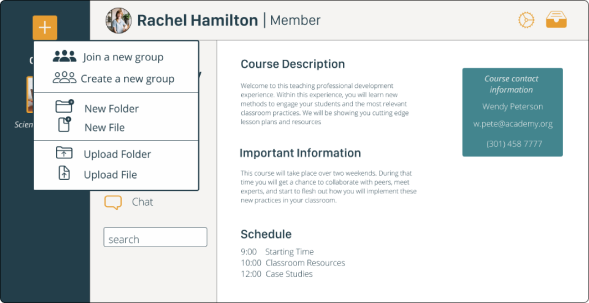 Rachel Hamilton | Member
Join a new group
Create a new group
New Folder
New File
Upload Folder
Upload File
Chat
search
Course Description
Welcome to this teaching professional development
experience. Within this experience, you will learn new
methods to engage your students and the most relevant
classroom practices. We will be showing you cutting edge
lesson plans and resources
Important Information
This course will take place over two weekends. During that
time you will get a chance to collaborate with peers, meet
experts, and start to flesh out how you will implement these
new practices in your classroom.
Schedule
9:00 Starting Time
10:00 Classroom Resources
12:00 Case Studies
Course contact
information
Wendy Peterson
w.pete@academy.org
(301) 458 7777